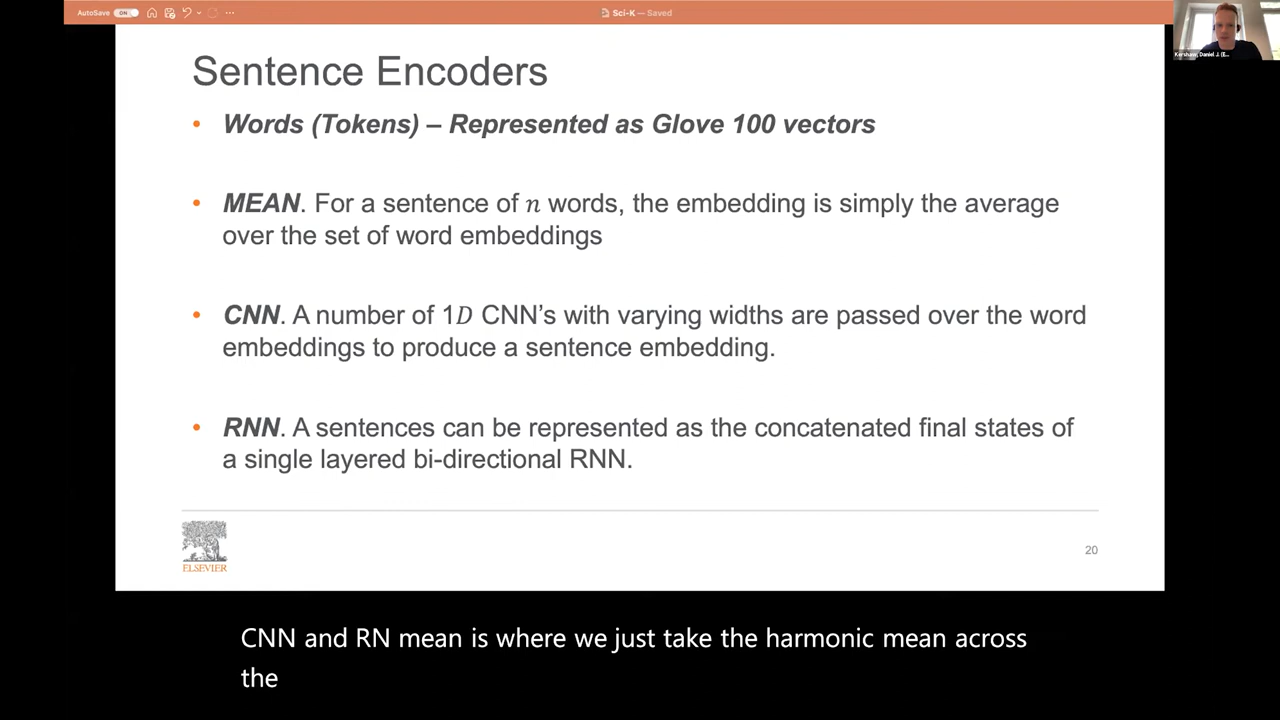 AutoSave ON
Sci-K — Saved
Kershaw, Daniel J. (E...
Sentence Encoders
• Words (Tokens) – Represented as Glove 100 vectors
• MEAN. For a sentence of n words, the embedding is simply the average
over the set of word embeddings
• CNN. A number of 1D CNN’s with varying widths are passed over the word
embeddings to produce a sentence embedding.
• RNN. A sentences can be represented as the concatenated final states of
a single layered bi-directional RNN.
ELSEVIER
20
CNN and RN mean is where we just take the harmonic mean across
the